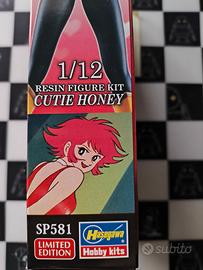 1/12
RESIN FIGURE KIT
CUTIE HONEY
SP581
LIMITED
EDITION
Hasegawa
Hobby kits
subito